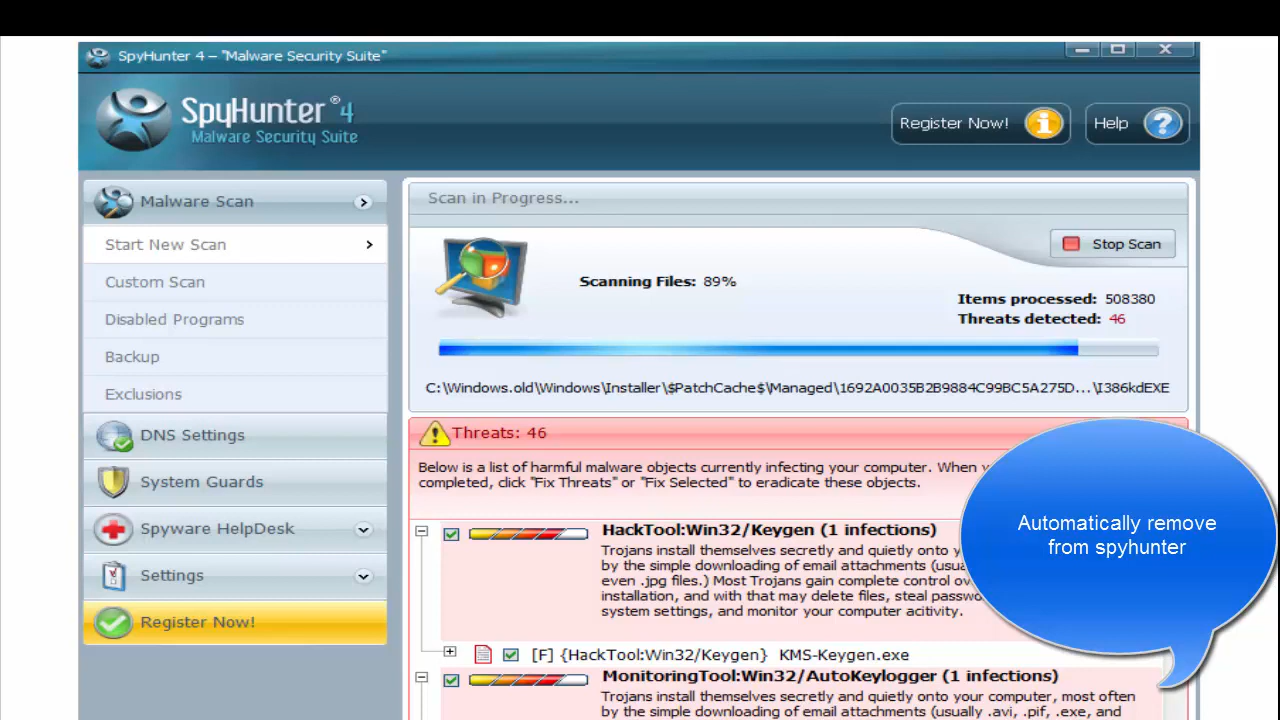 SpyHunter 4 – "Malware Security Suite"
SpyHunter®4
Malware Security Suite
Register Now!
Help
Malware Scan
Start New Scan
Custom Scan
Disabled Programs
Backup
Exclusions
DNS Settings
System Guards
Spyware HelpDesk
Settings
Register Now!
Scan in Progress...
Stop Scan
Scanning Files: 89%
Items processed: 508380
Threats detected: 46
C:\Windows.old\Windows\Installer\$PatchCache$\Managed\1692A0035B2B9884C99BC5A275D...\I386kdEXE
Threats: 46
Below is a list of harmful malware objects currently infecting your computer. When
completed, click "Fix Threats" or "Fix Selected" to eradicate these objects.
HackTool:Win32/Keygen (1 infections)
Trojans install themselves secretly and quietly onto
by the simple downloading of email attachments
even .jpg files.) Most Trojans gain complete control
installation, and with that may delete files, steal
system settings, and monitor your computer acitivity.
[F] {HackTool:Win32/Keygen} KMS-Keygen.exe
MonitoringTool:Win32/AutoKeylogger (1 infections)
Trojans install themselves secretly and quietly onto your computer, most often
by the simple downloading of email attachments (usually .avi, .pif, .exe, and
Automatically remove
from spyhunter